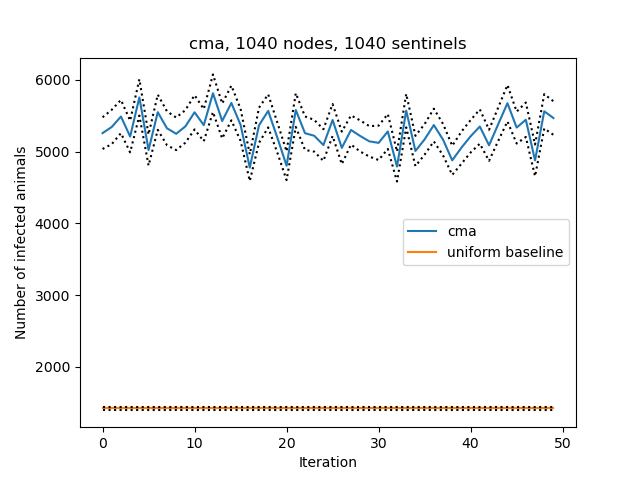 cma, 1040 nodes, 1040 sentinels
Number of infected animals
6000
5000
4000
3000
2000
cma
uniform baseline
0 10 20 30 40 50
Iteration